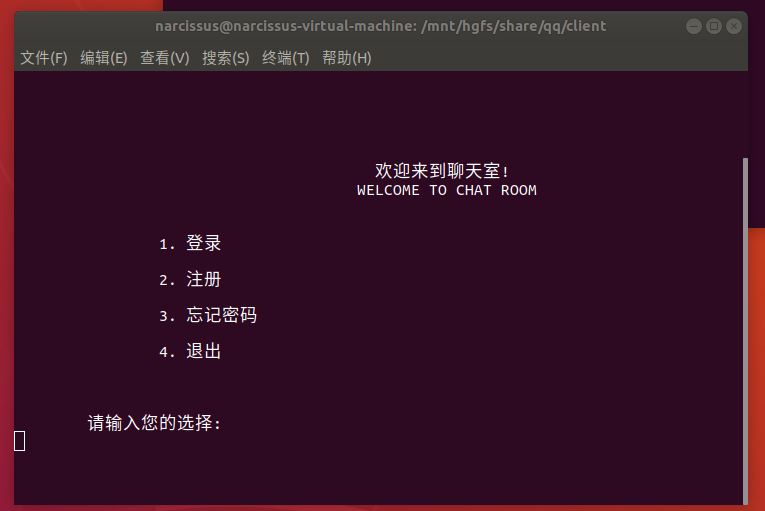 narcissus@narcissus-virtual-machine: /mnt/hgfs/share/qq/client
文件(F) 编辑(E) 查看(V) 搜索(S) 终端(T) 帮助(H)
欢迎来到聊天室!
WELCOME TO CHAT ROOM
1. 登录
2. 注册
3. 忘记密码
4. 退出
请输入您的选择: